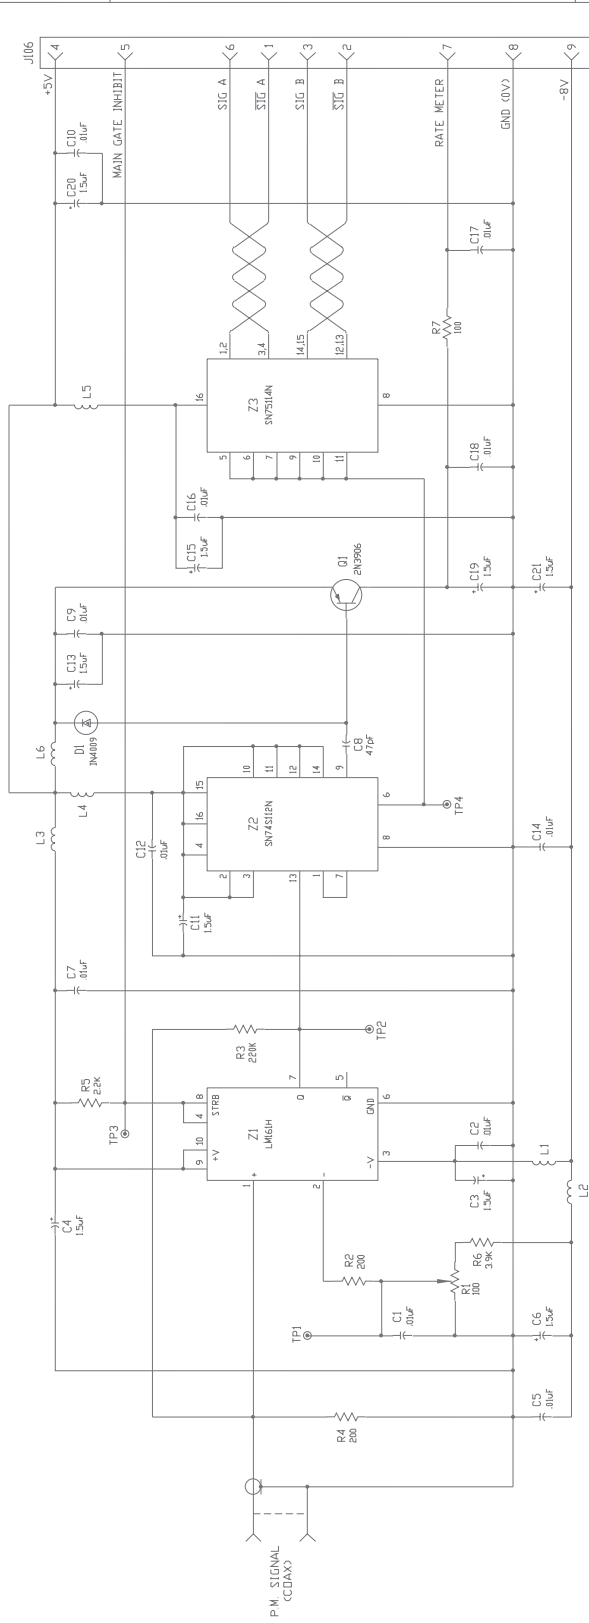 J106
4
5
6
1
3
2
7
8
9
+5V
MAIN GATE INHIBIT
SIG A
SIG A
SIG B
SIG B
RATE METER
GND (0V)
-8V
C10
.01uF
C20
1.5uF
C17
.01uF
R7
100
1,2
3,4
14,15
12,13
L5
16
Z3
SN75114N
8
5
6
7
9
10
11
C18
.01uF
C16
.01uF
C15
1.5uF
Q1
2N3906
C19
1.5uF
C21
1.5uF
C9
.01uF
C13
1.5uF
D1
1N4009
L6
C8
47pF
10
11
12
14
9
L4
L3
15
16
4
Z2
SN74S112N
6
8
TP4
2
3
13
1
7
C12
.01uF
C11
1.5uF
C14
.01uF
C7
.01uF
R3
220K
TP2
R5
2.2K
TP3
7
5
Q
Q
8
4
STRB
10
9
+V
Z1
LM161H
GND
6
-V
3
1
+
2
-
C2
.01uF
C3
1.5uF
L1
L2
C4
1.5uF
R2
200
R1
100
R6
3.9K
TP1
C1
.01uF
C6
1.5uF
C5
.01uF
R4
200
P.M. SIGNAL
(COAX)